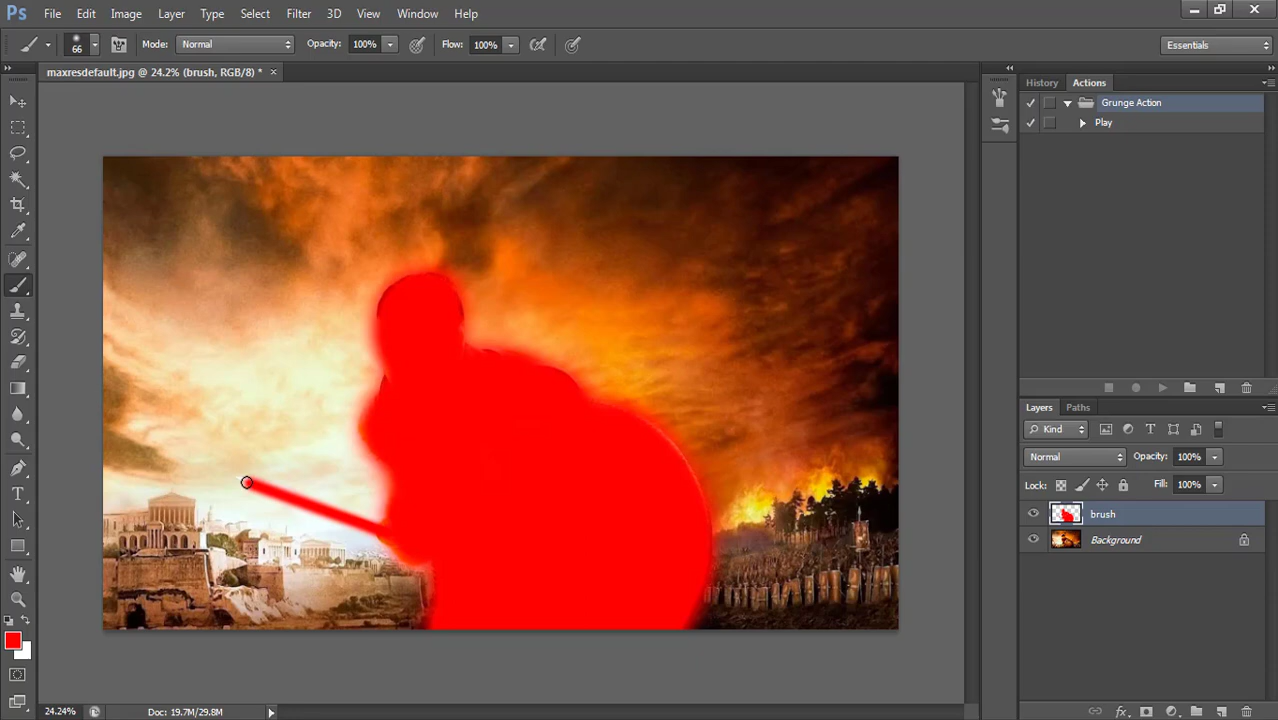 Ps File Edit Image Layer Type Select Filter 3D View Window Help
66 Mode: Normal Opacity: 100% Flow: 100% Essentials
maxresdefault.jpg @ 24.2% (brush, RGB/8) * ×
History Actions
Grunge Action
Play
Layers Paths
Kind
Normal Opacity: 100%
Lock: Fill: 100%
brush
Background
24.24% Doc: 19.7M/29.8M